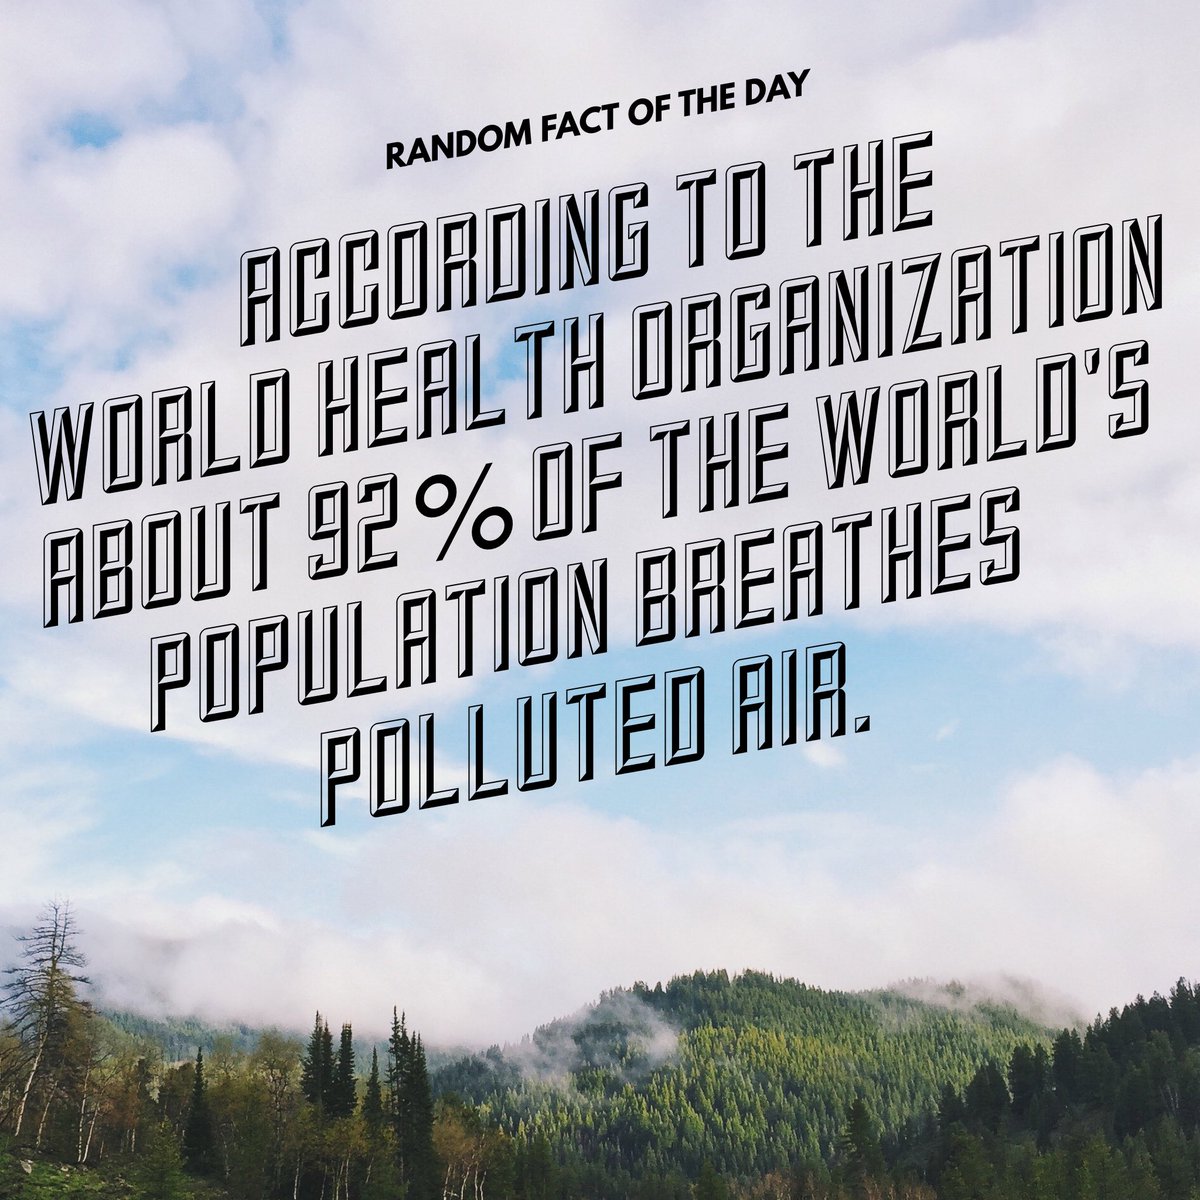 RANDOM FACT OF THE DAY
ACCORDING TO THE
WORLD HEALTH ORGANIZATION
ABOUT 92% OF THE WORLD'S
POPULATION BREATHES
POLLUTED AIR.